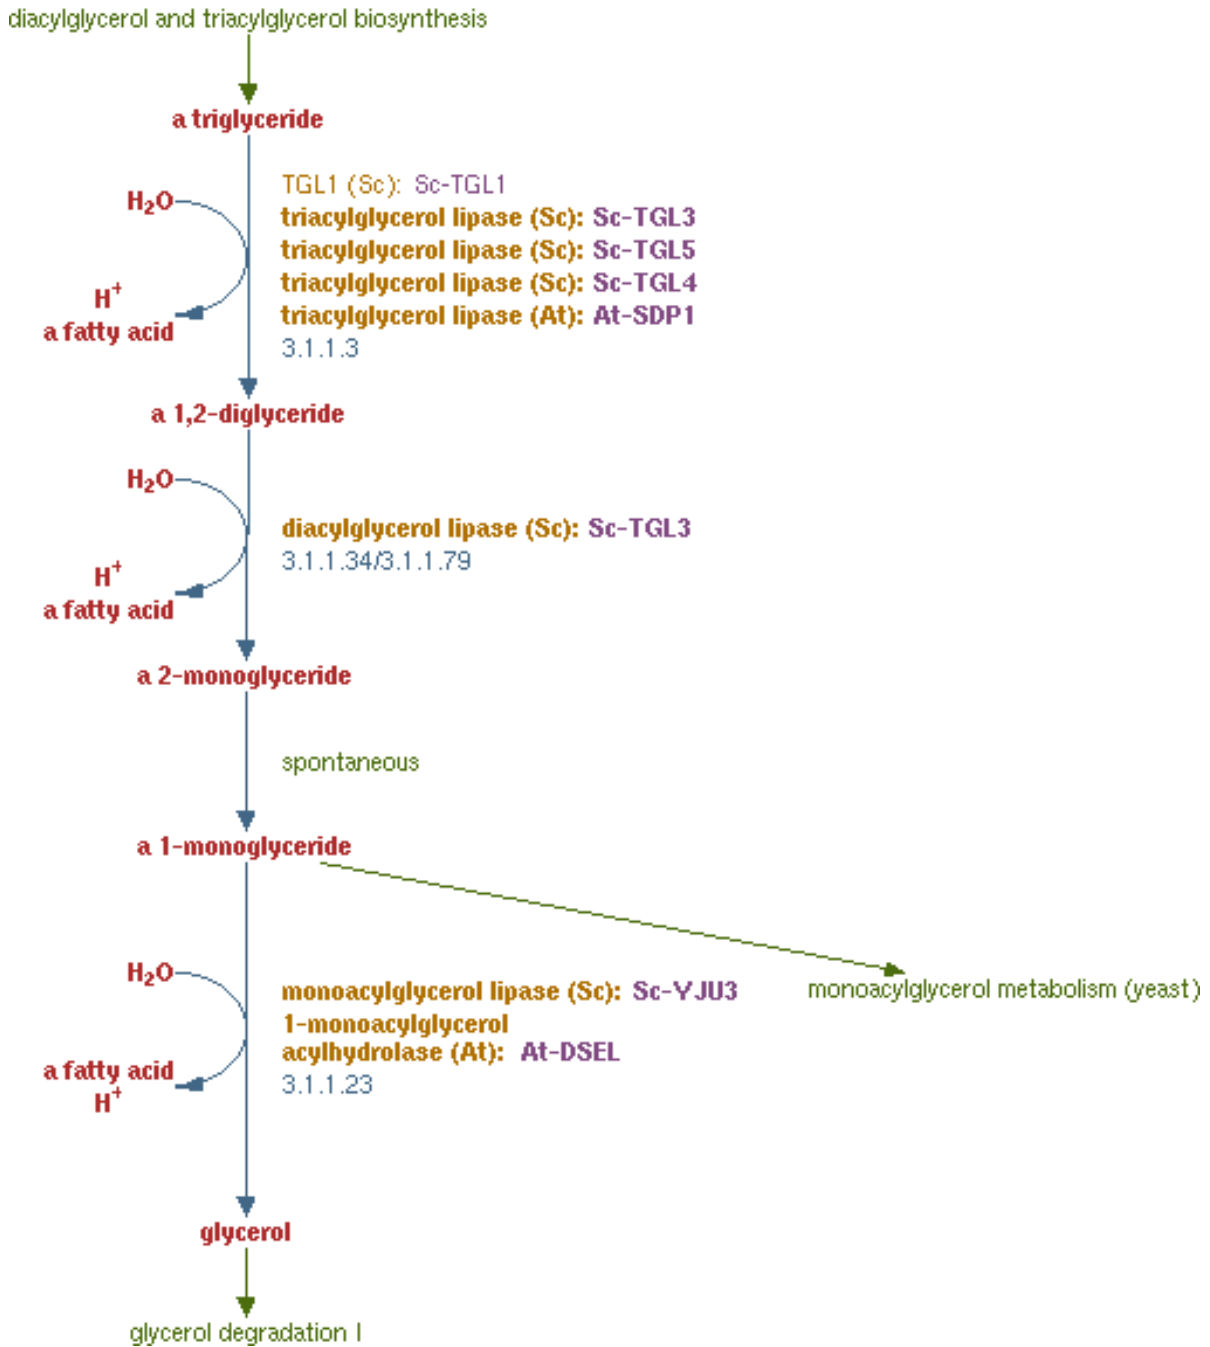 diacylglycerol and triacylglycerol biosynthesis
a triglyceride
TGL1 (Sc): Sc-TGL1
H₂O
triacylglycerol lipase (Sc): Sc-TGL3
triacylglycerol lipase (Sc): Sc-TGL5
triacylglycerol lipase (Sc): Sc-TGL4
H⁺
triacylglycerol lipase (At): At-SDP1
a fatty acid
3.1.1.3
a 1,2-diglyceride
H₂O
diacylglycerol lipase (Sc): Sc-TGL3
3.1.1.34/3.1.1.79
H⁺
a fatty acid
a 2-monoglyceride
spontaneous
a 1-monoglyceride
H₂O
monoacylglycerol lipase (Sc): Sc-YJU3
monoacylglycerol metabolism (yeast)
1-monoacylglycerol
acylhydrolase (At): At-DSEL
a fatty acid
3.1.1.23
H⁺
glycerol
glycerol degradation I